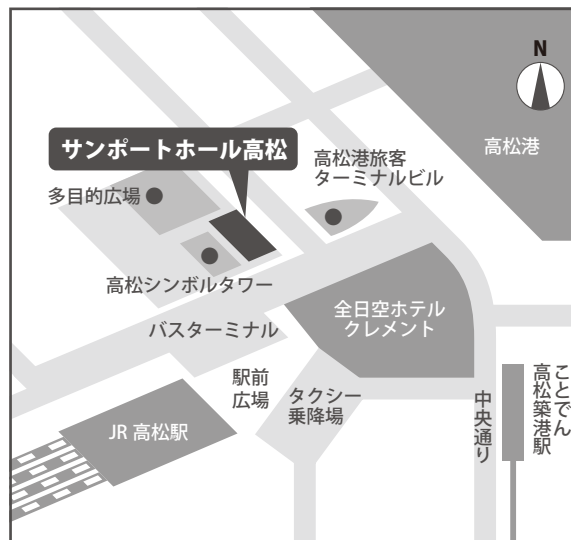 N
高松港
サンポートホール高松
高松港旅客
ターミナルビル
多目的広場
高松シンボルタワー
全日空ホテル
クレメント
バスターミナル
駅前
広場
タクシー
乗降場
中央通り
ことでん
高松築港駅
JR 高松駅